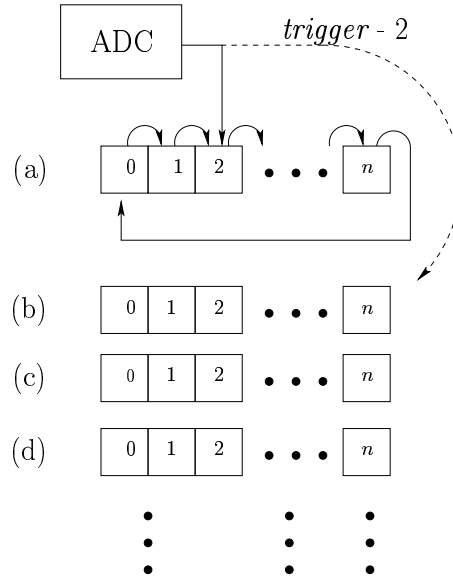 ADC
trigger - 2
(a) 0 1 2 • • • n
(b) 0 1 2 • • • n
(c) 0 1 2 • • • n
(d) 0 1 2 • • • n